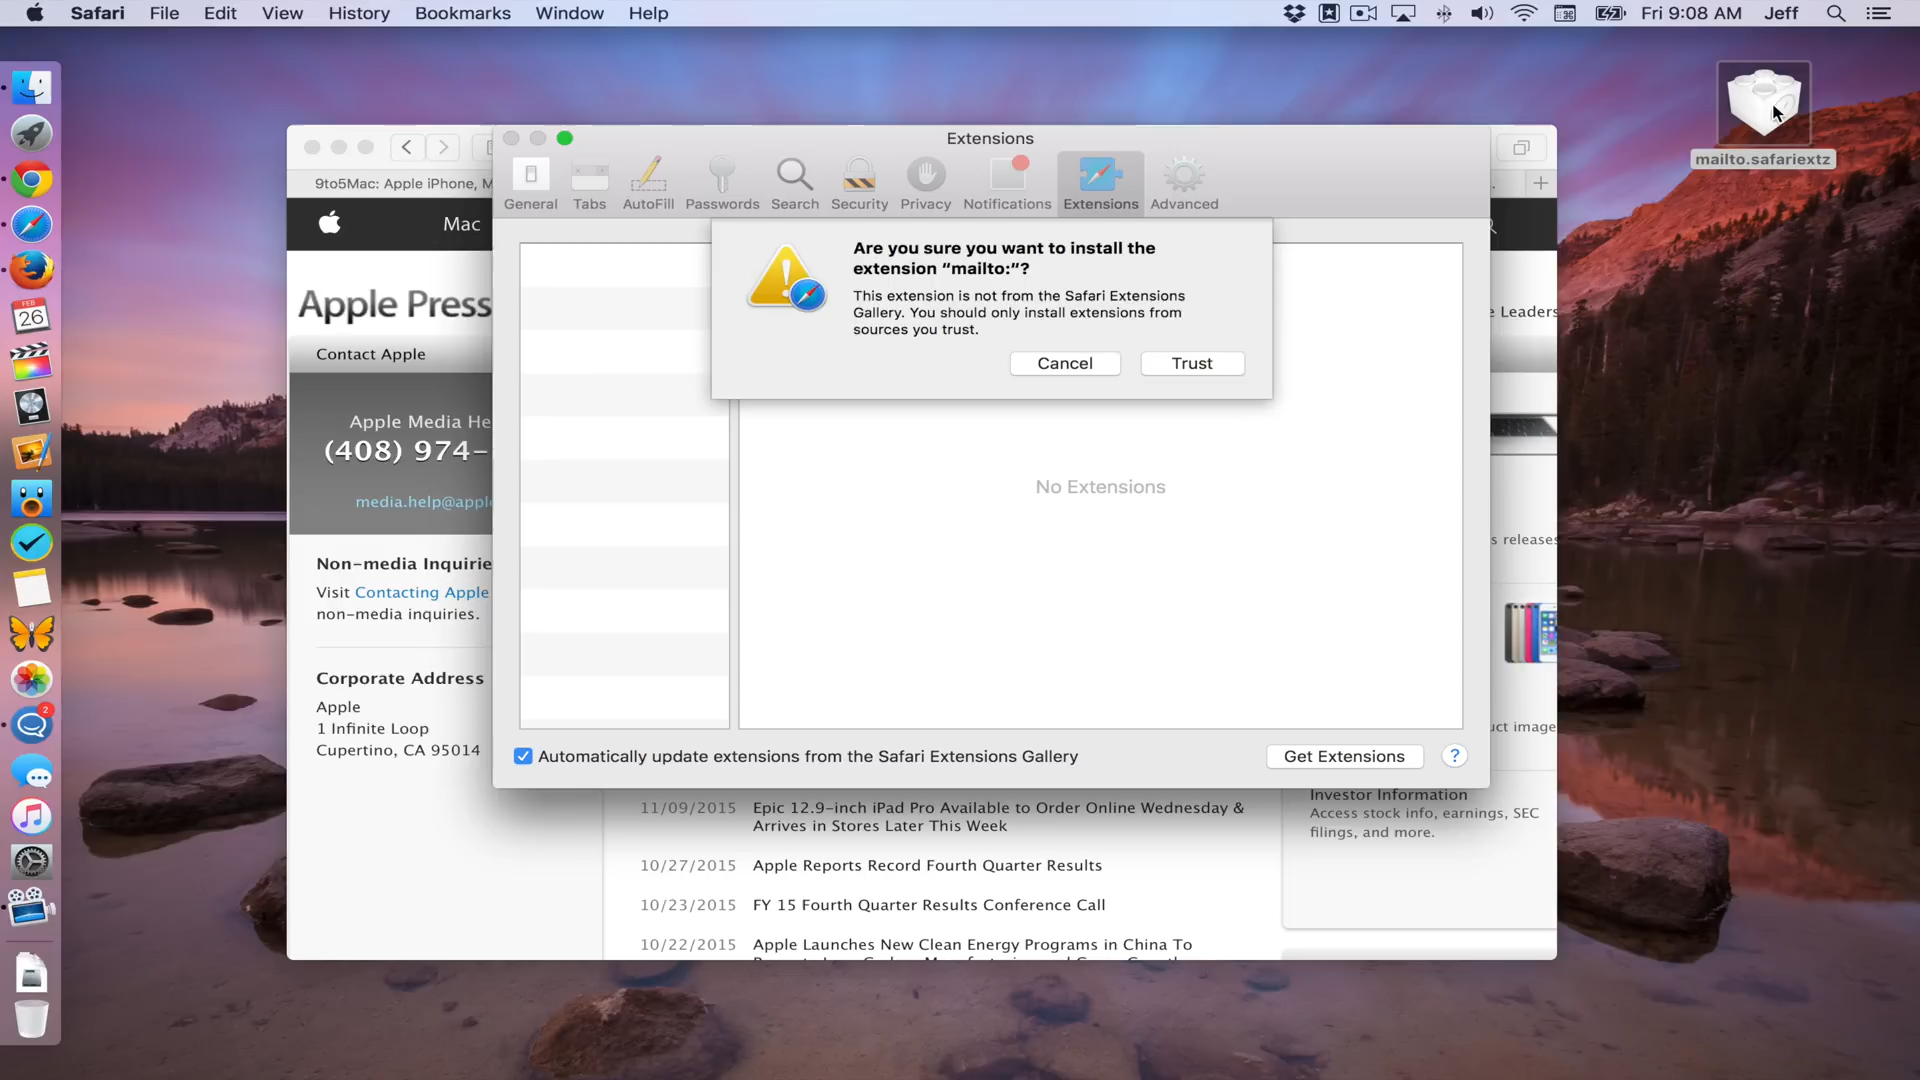 Safari File Edit View History Bookmarks Window Help Fri 9:08 AM Jeff
mailto.safariextz
Extensions
General Tabs AutoFill Passwords Search Security Privacy Notifications Extensions Advanced
9to5Mac: Apple iPhone, M
Mac
Are you sure you want to install the
extension “mailto:”?
This extension is not from the Safari Extensions
Gallery. You should only install extensions from
sources you trust.
Cancel Trust
No Extensions
Automatically update extensions from the Safari Extensions Gallery
Get Extensions ?
Apple Press
Contact Apple
Apple Media He
(408) 974-
media.help@appl
Non-media Inquirie
Visit Contacting Apple
non-media inquiries.
Corporate Address
Apple
1 Infinite Loop
Cupertino, CA 95014
e Leaders
s releases
ct image
FEB
26
2
11/09/2015 Epic 12.9-inch iPad Pro Available to Order Online Wednesday &
Arrives in Stores Later This Week
10/27/2015 Apple Reports Record Fourth Quarter Results
10/23/2015 FY 15 Fourth Quarter Results Conference Call
10/22/2015 Apple Launches New Clean Energy Programs in China To
Investor Information
Access stock info, earnings, SEC
filings, and more.